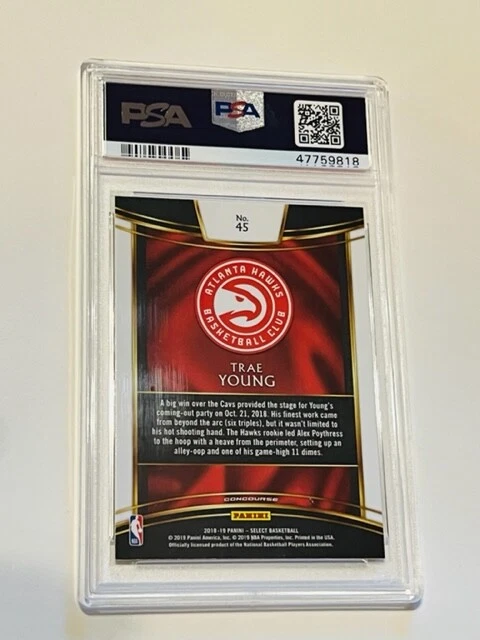 PSA
PSA
47759818
No.
45
ATLANTA HAWKS
BASKETBALL CLUB
TRAE
YOUNG
A big win over the Cavs provided the stage for Young's
coming-out party on Oct. 21, 2018. His finest work came
from beyond the arc (six triples), but it wasn't limited to
his hot shooting hand. The Hawks rookie led Alex Poythress
to the hoop with a heave from the perimeter, setting up an
alley-oop and one of his game-high 11 dimes.
CONCOURSE
PANINI
2018-19 PANINI – SELECT BASKETBALL
© 2019 Panini America, Inc. © 2019 NBA Properties, Inc. Printed in the USA.
Officially licensed product of the National Basketball Players Association.